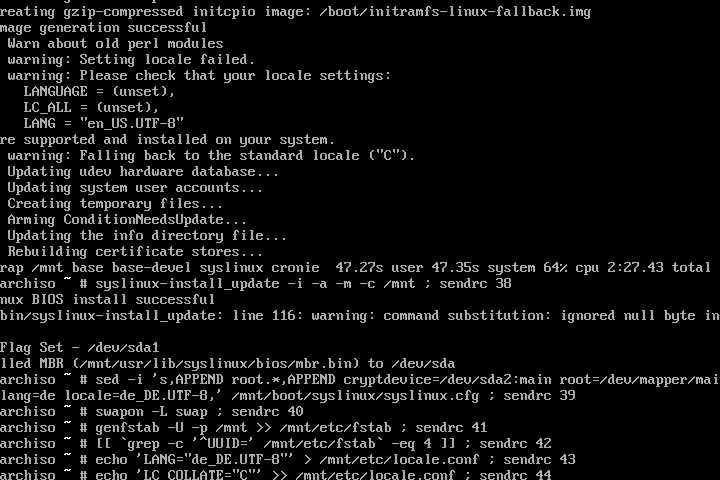 reating gzip-compressed initcpio image: /boot/initramfs-linux-fallback.img
mage generation successful
Warn about old perl modules
warning: Setting locale failed.
warning: Please check that your locale settings:
LANGUAGE = (unset),
LC_ALL = (unset),
LANG = "en_US.UTF-8"
re supported and installed on your system.
warning: Falling back to the standard locale ("C").
Updating udev hardware database...
Updating system user accounts...
Creating temporary files...
Arming ConditionNeedsUpdate...
Updating the info directory file...
Rebuilding certificate stores...
rap /mnt base base-devel syslinux cronie  47.27s user 47.35s system 64% cpu 2:27.43 total
archiso ~ # syslinux-install_update -i -a -m -c /mnt ; sendrc 38
nux BIOS install successful
bin/syslinux-install_update: line 116: warning: command substitution: ignored null byte in
Flag Set - /dev/sda1
lled MBR (/mnt/usr/lib/syslinux/bios/mbr.bin) to /dev/sda
archiso ~ # sed -i 's,APPEND root.*,APPEND cryptdevice=/dev/sda2:main root=/dev/mapper/mai
lang=de locale=de_DE.UTF-8,' /mnt/boot/syslinux/syslinux.cfg ; sendrc 39
archiso ~ # swapon -L swap ; sendrc 40
archiso ~ # genfstab -U -p /mnt >> /mnt/etc/fstab ; sendrc 41
archiso ~ # [[ `grep -c '^UUID=' /mnt/etc/fstab` -eq 4 ]] ; sendrc 42
archiso ~ # echo 'LANG="de_DE.UTF-8"' > /mnt/etc/locale.conf ; sendrc 43
archiso ~ # echo 'LC_COLLATE="C"' >> /mnt/etc/locale.conf ; sendrc 44